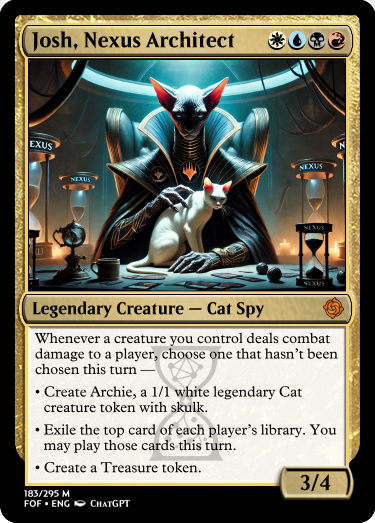 Josh, Nexus Architect
NEXUS
NEXUS
NEXUS
NEXUS
NEXUS
Legendary Creature — Cat Spy
Whenever a creature you control deals combat
damage to a player, choose one that hasn't been
chosen this turn —
• Create Archie, a 1/1 white legendary Cat
creature token with skulk.
• Exile the top card of each player's library. You
may play those cards this turn.
• Create a Treasure token.
3/4
183/295 M
FOF • ENG ChatGPT